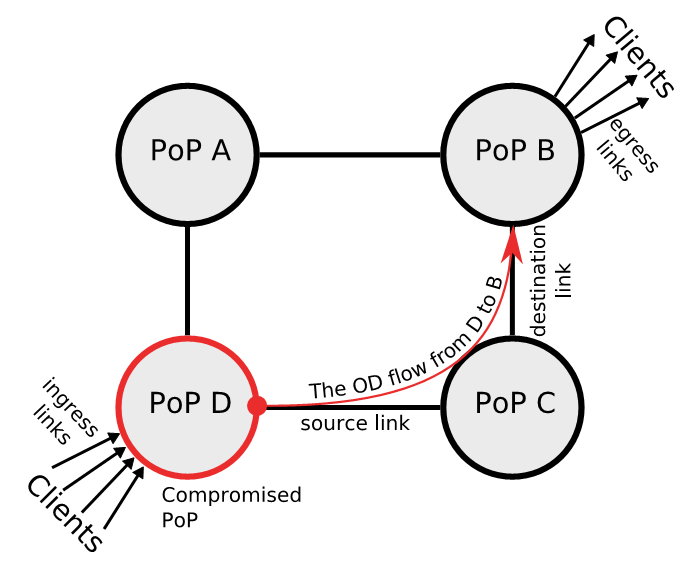 Clients
PoP A
PoP B
egress
links
destination
link
The OD flow from D to B
PoP D
PoP C
source link
ingress
links
Clients
Compromised
PoP